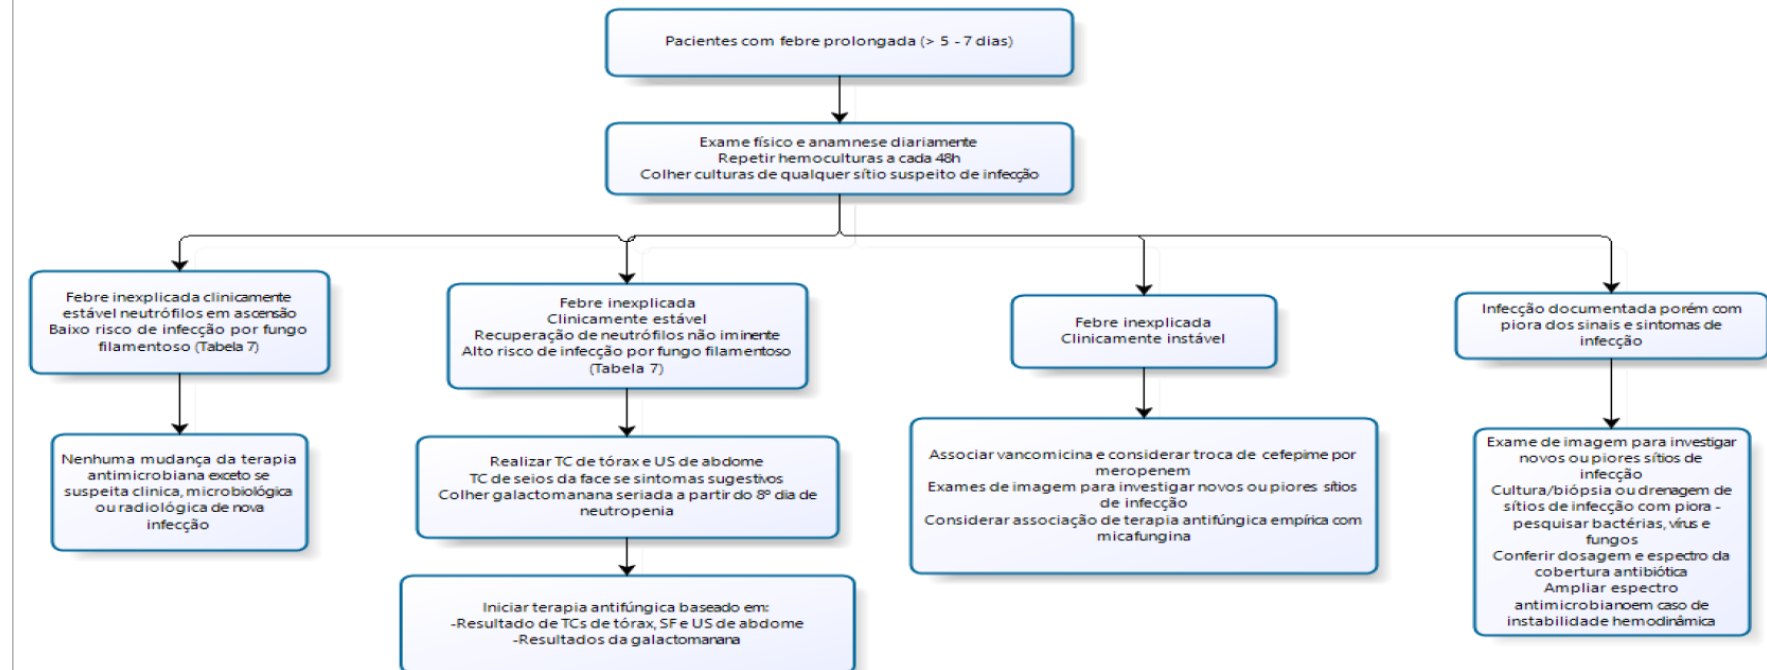 Pacientes com febre prolongada (> 5 - 7 dias)
Exame físico e anamnese diariamente
Repetir hemoculturas a cada 48h
Colher culturas de qualquer sítio suspeito de infecção
Febre inexplicada clinicamente
estável neutrófilos em ascensão
Baixo risco de infecção por fungo
filamentoso (Tabela 7)
Nenhuma mudança da terapia
antimicrobiana exceto se
suspeita clinica, microbiológica
ou radiológica de nova
infecção
Febre inexplicada
Clinicamente estável
Recuperação de neutrófilos não iminente
Alto risco de infecção por fungo filamentoso
(Tabela 7)
Realizar TC de tórax e US de abdome
TC de seios da face se sintomas sugestivos
Colher galactomanana seriada a partir do 8º dia de
neutropenia
Iniciar terapia antifúngica baseado em:
-Resultado de TCs de tórax, SF e US de abdome
-Resultados da galactomanana
Febre inexplicada
Clinicamente instável
Associar vancomicina e considerar troca de cefepime por
meropenem
Exames de imagem para investigar novos ou piores sítios
de infecção
Considerar associação de terapia antifúngica empírica com
micafungina
Infecção documentada porém com
piora dos sinais e sintomas de
infecção
Exame de imagem para investigar
novos ou piores sítios de
infecção
Cultura/biópsia ou drenagem de
sítios de infecção com piora -
pesquisar bactérias, vírus e
fungos
Conferir dosagem e espectro da
cobertura antibiótica
Ampliar espectro
antimicrobianoem caso de
instabilidade hemodinâmica